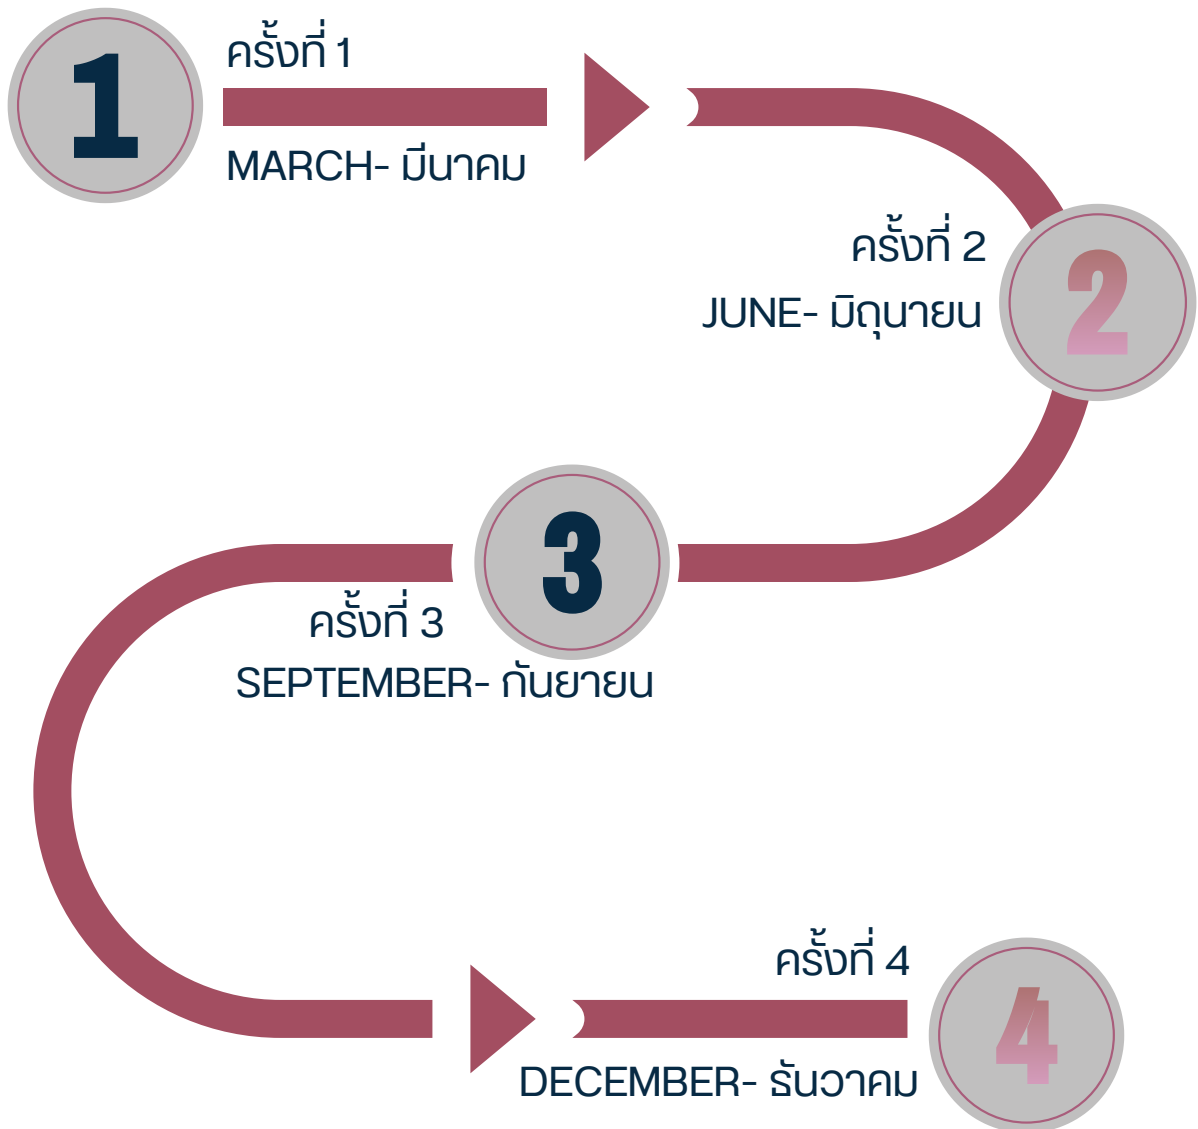 1
ครั้งที่ 1
MARCH- มีนาคม
ครั้งที่ 2
JUNE- มิถุนายน
2
3
ครั้งที่ 3
SEPTEMBER- กันยายน
ครั้งที่ 4
DECEMBER- ธันวาคม
4